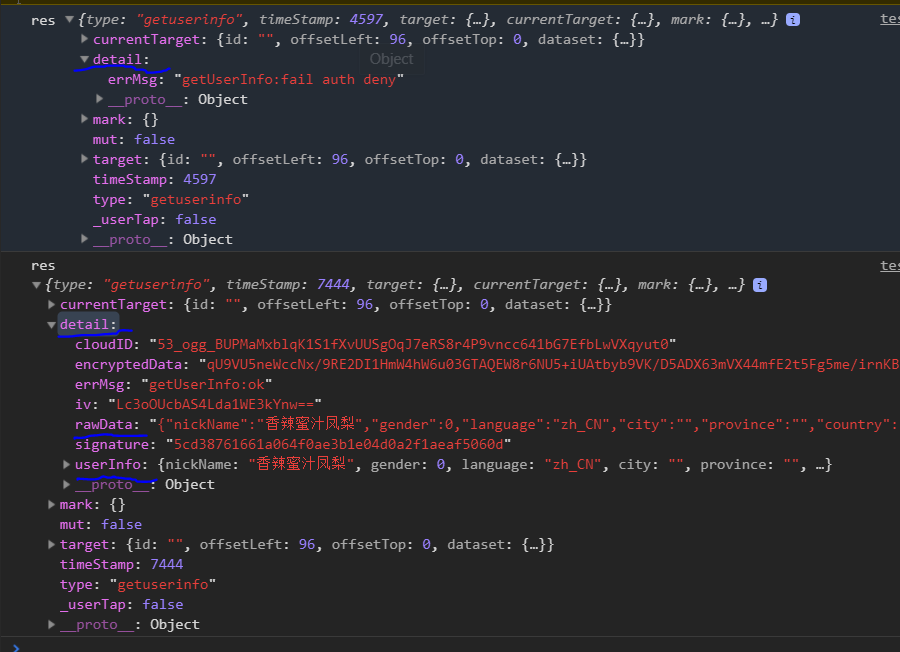 res {type: "getuserinfo", timeStamp: 4597, target: {…}, currentTarget: {…}, mark: {…}, …} i tes
currentTarget: {id: "", offsetLeft: 96, offsetTop: 0, dataset: {…}}
detail: Object
errMsg: "getUserInfo:fail auth deny"
__proto__: Object
mark: {}
mut: false
target: {id: "", offsetLeft: 96, offsetTop: 0, dataset: {…}}
timeStamp: 4597
type: "getuserinfo"
_userTap: false
__proto__: Object
res tes
{type: "getuserinfo", timeStamp: 7444, target: {…}, currentTarget: {…}, mark: {…}, …} i
currentTarget: {id: "", offsetLeft: 96, offsetTop: 0, dataset: {…}}
detail:
cloudID: "53_ogg_BUPMaMxblqK1S1fXvUUSgOqJ7eRS8r4P9vncc641bG7EfbLwVXqyut0"
encryptedData: "qU9VU5neWccNx/9RE2DI1HmW4hW6u03GTAQEW8r6NU5+iUAtbyb9VK/D5ADX63mVX44mfE2t5Fg5me/irnKB
errMsg: "getUserInfo:ok"
iv: "Lc3oOUcbAS4Lda1WE3kYnw=="
rawData: "{"nickName":"香辣蜜汁凤梨","gender":0,"language":"zh_CN","city":"","province":"","country":
signature: "5cd38761661a064f0ae3b1e04d0a2f1aeaf5060d"
userInfo: {nickName: "香辣蜜汁凤梨", gender: 0, language: "zh_CN", city: "", province: "", …}
__proto__: Object
mark: {}
mut: false
target: {id: "", offsetLeft: 96, offsetTop: 0, dataset: {…}}
timeStamp: 7444
type: "getuserinfo"
_userTap: false
__proto__: Object